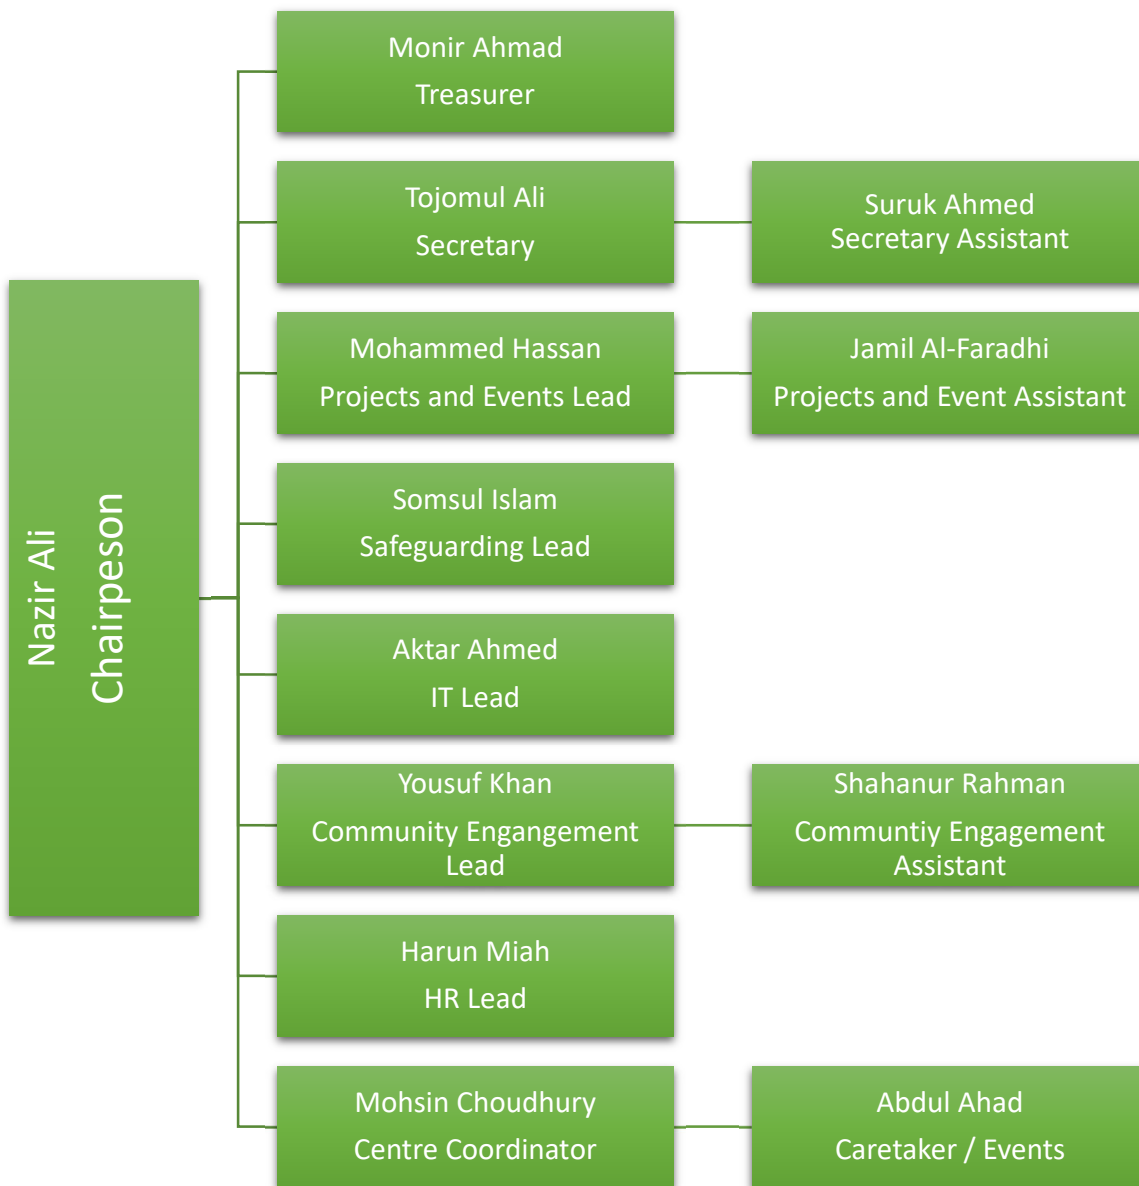 Nazir Ali
Chairpeson
Monir Ahmad
Treasurer
Tojomul Ali
Secretary
Suruk Ahmed
Secretary Assistant
Mohammed Hassan
Projects and Events Lead
Jamil Al-Faradhi
Projects and Event Assistant
Somsul Islam
Safeguarding Lead
Aktar Ahmed
IT Lead
Yousuf Khan
Community Engangement
Lead
Shahanur Rahman
Communtiy Engagement
Assistant
Harun Miah
HR Lead
Mohsin Choudhury
Centre Coordinator
Abdul Ahad
Caretaker / Events